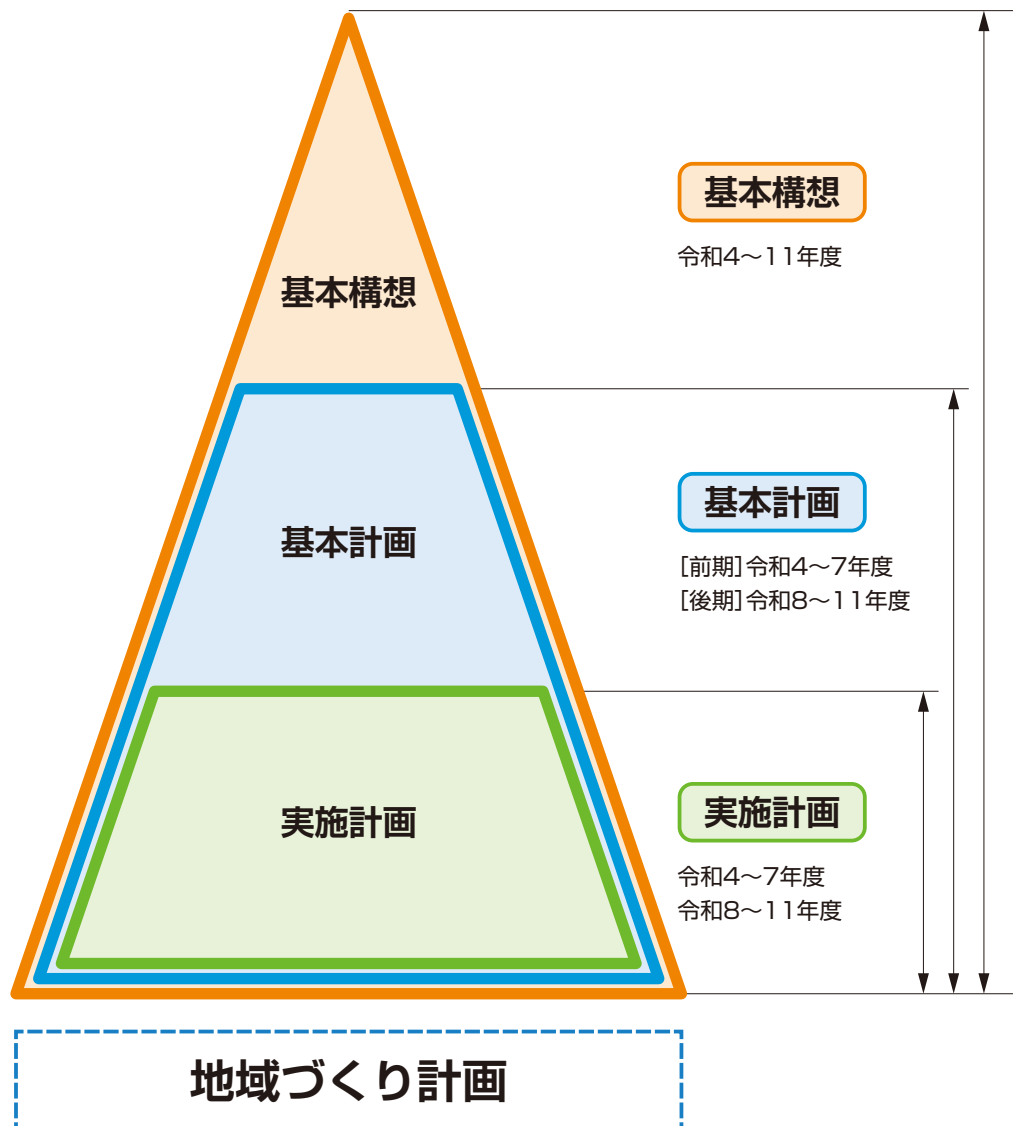 基本構想
令和4〜11年度
基本構想
基本計画
[前期]令和4〜7年度
[後期]令和8〜11年度
基本計画
実施計画
実施計画
令和4〜7年度
令和8〜11年度
地域づくり計画